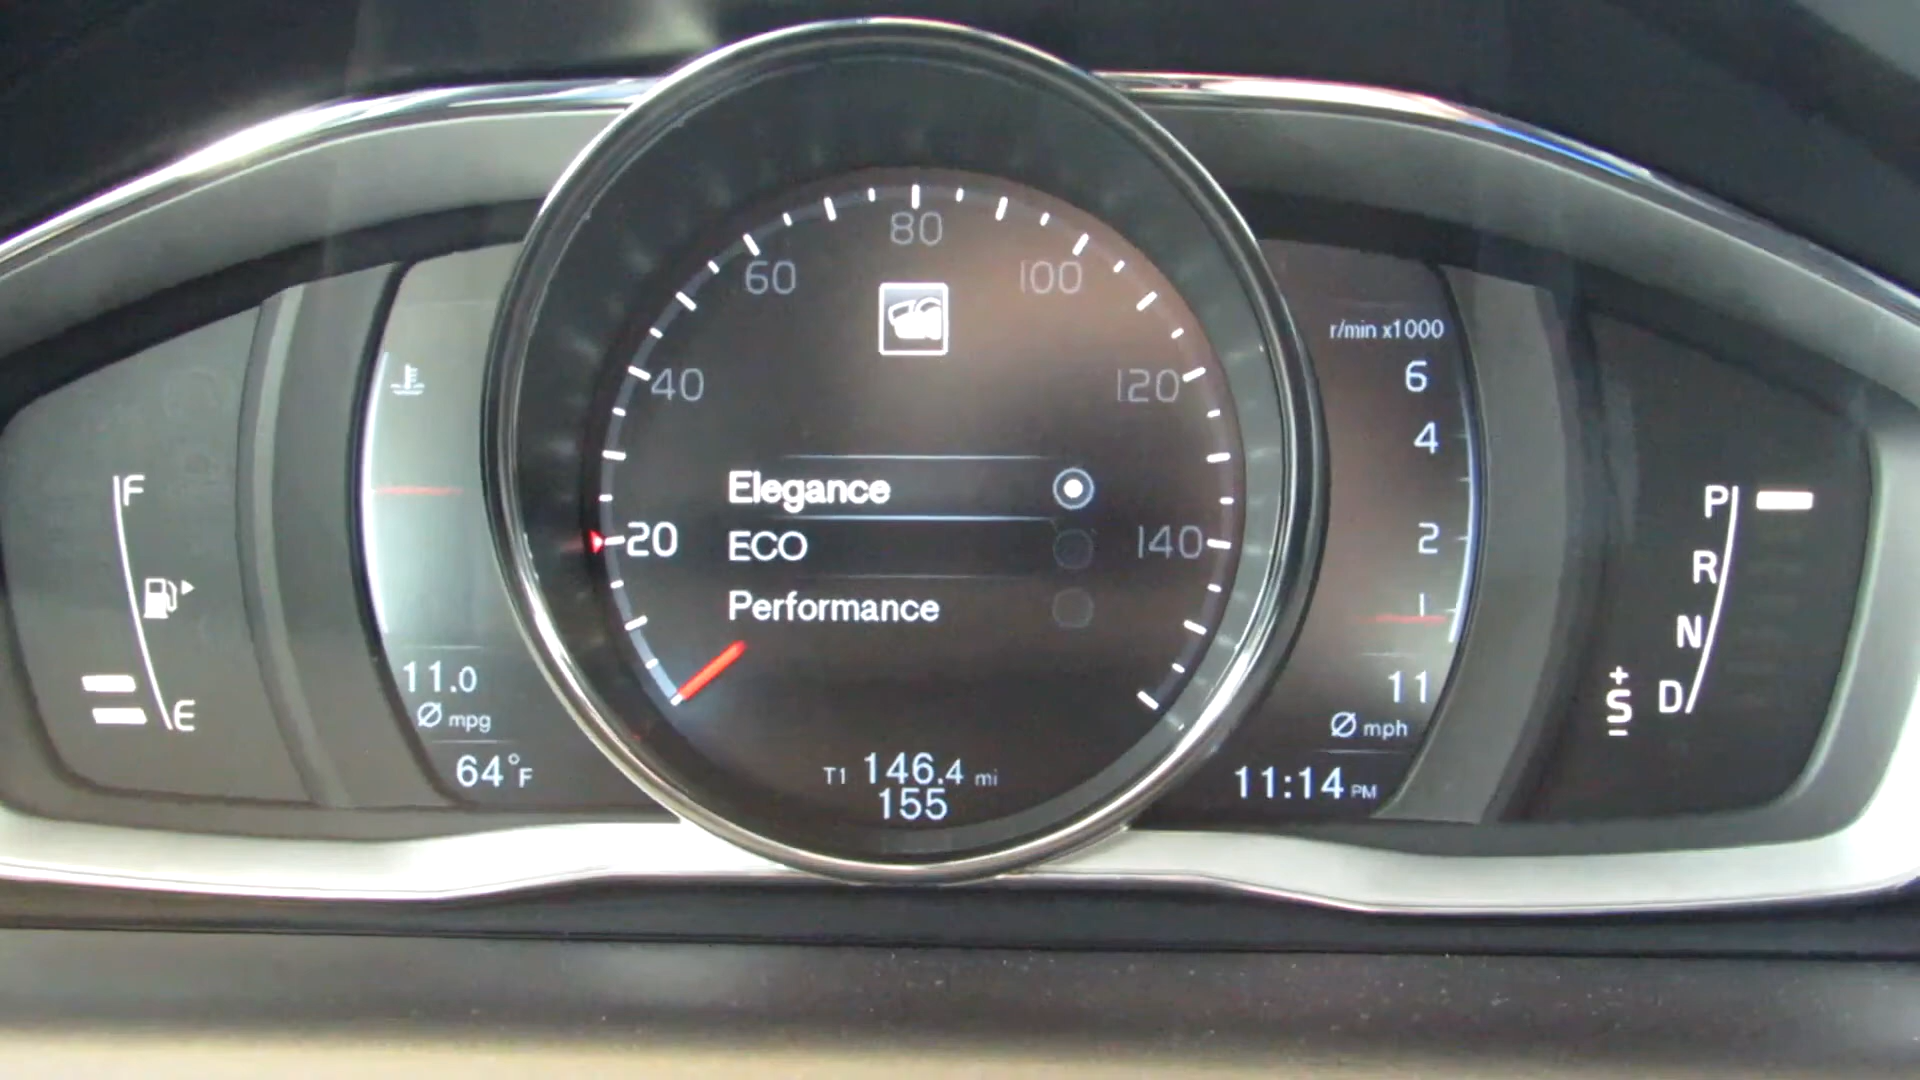 F
E
11.0
Ø mpg
64°F
20
40
60
80
100
120
140
Elegance
ECO
Performance
T1 146.4 mi
155
r/min x1000
6
4
2
1
11
Ø mph
11:14 PM
P
R
N
D
+
S
−